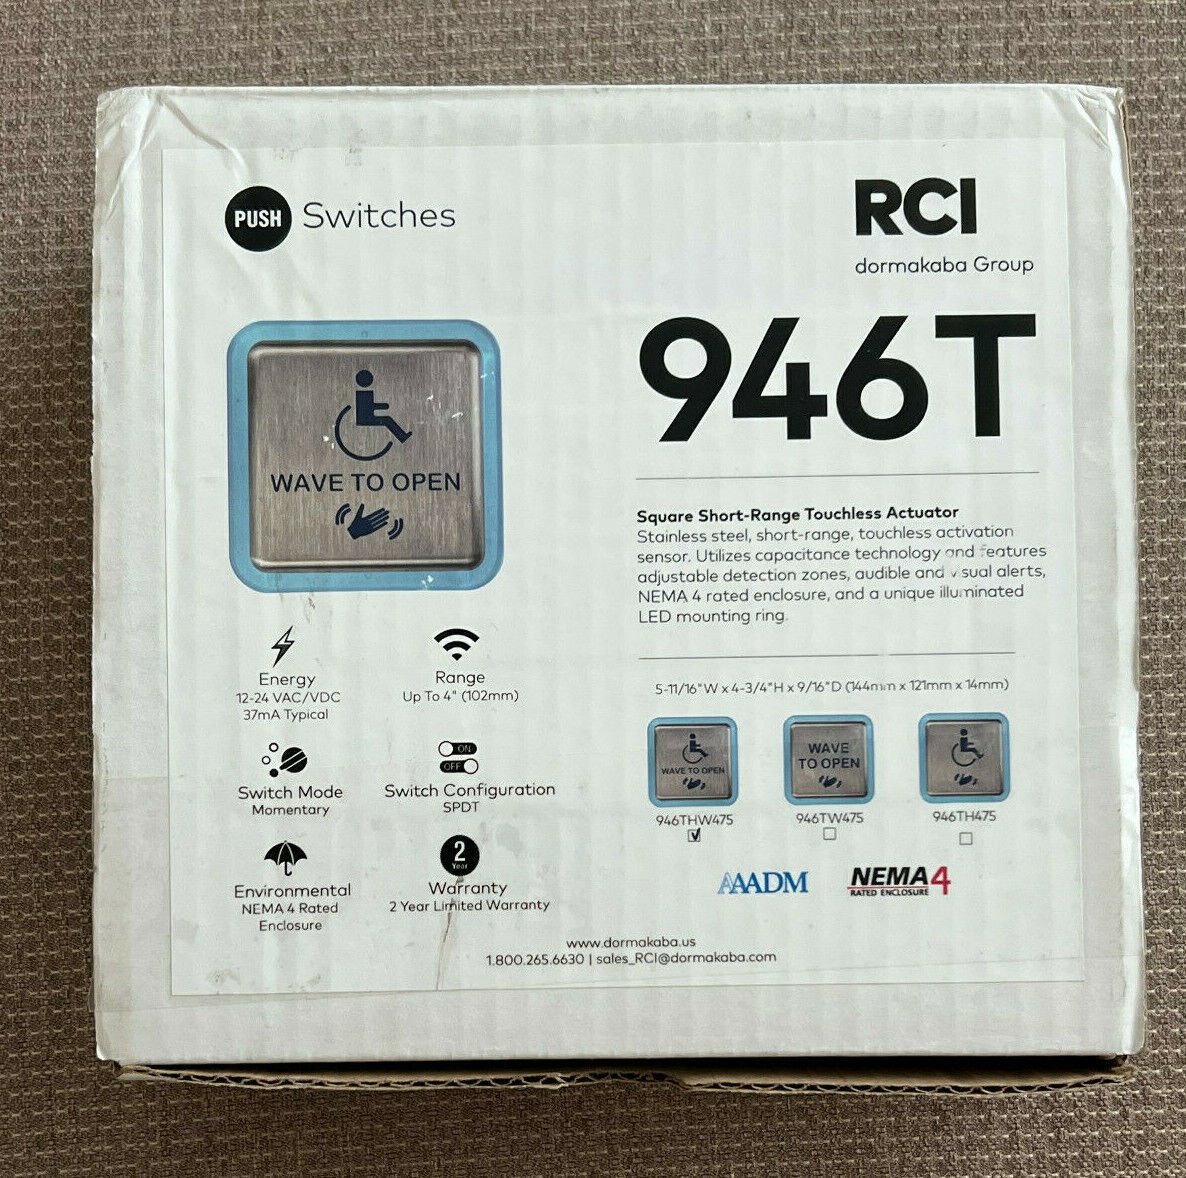 PUSH Switches
RCI
dormakaba Group
946T
WAVE TO OPEN
Square Short-Range Touchless Actuator
Stainless steel, short-range, touchless activation
sensor. Utilizes capacitance technology and features
adjustable detection zones, audible and visual alerts,
NEMA 4 rated enclosure, and a unique illuminated
LED mounting ring.
Energy
12-24 VAC/VDC
37mA Typical
Range
Up To 4" (102mm)
Switch Mode
Momentary
ON
OFF
Switch Configuration
SPDT
Environmental
NEMA 4 Rated
Enclosure
2
Year
Warranty
2 Year Limited Warranty
5-11/16"W x 4-3/4"H x 9/16"D (144mm x 121mm x 14mm)
WAVE TO OPEN
946THW475
WAVE
TO OPEN
946TW475
946TH475
AAADM
NEMA 4
RATED ENCLOSURE
www.dormakaba.us
1.800.265.6630 | sales_RCI@dormakaba.com